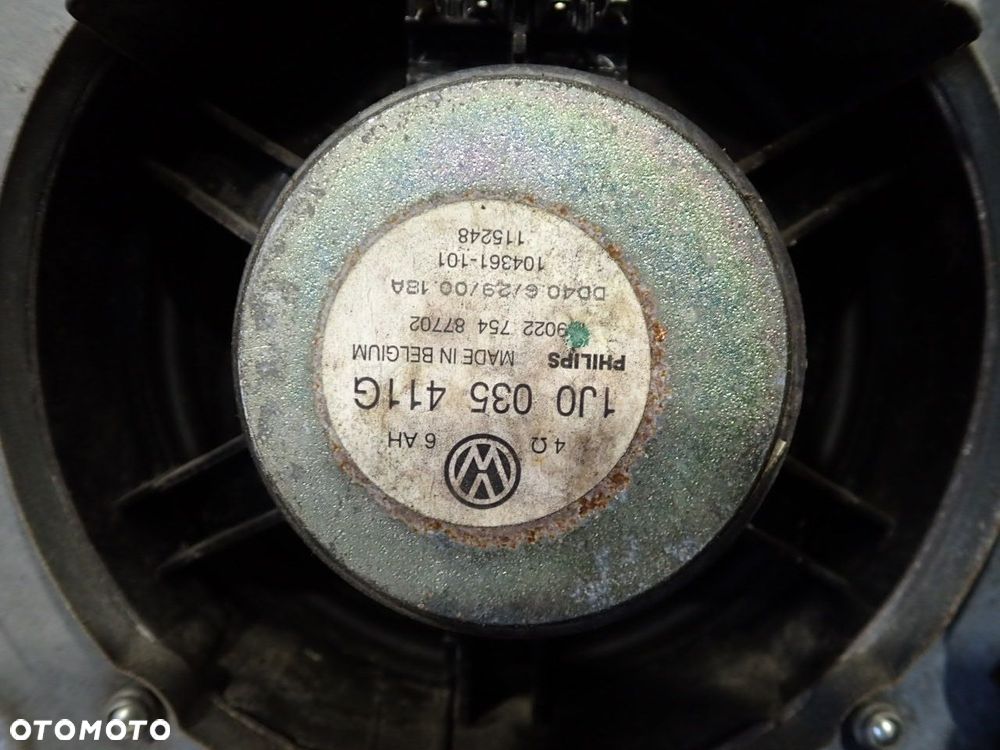 4 Ω 6 AH
1J0 035 411G
PHILIPS MADE IN BELGIUM
9022 754 87702
DD40 6/29/00 18A
104361-101
115248
OTOMOTO